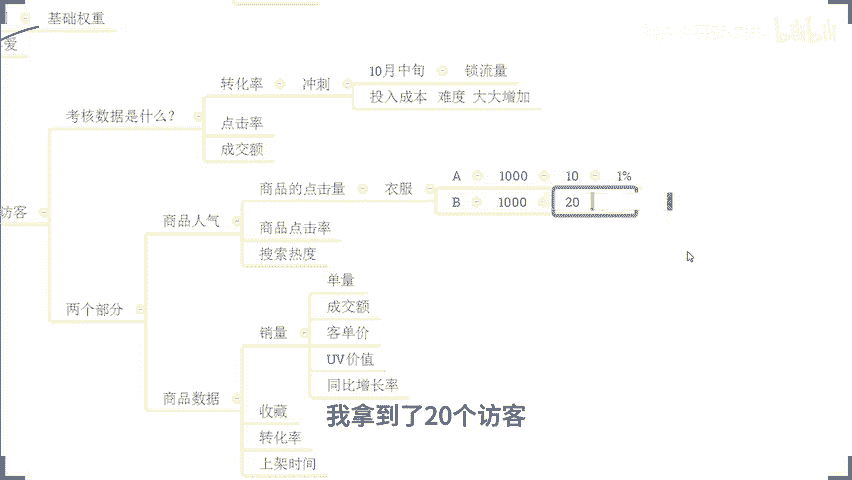 基础权重
爱
转化率
冲刺
10月中旬
锁流量
投入成本 难度 大大增加
考核数据是什么？
点击率
成交额
访客
商品的点击量
衣服
A
1000
10
1%
B
1000
20
商品人气
商品点击率
搜索热度
两个部分
单量
成交额
销量
客单价
UV价值
同比增长率
商品数据
收藏
转化率
上架时间
我拿到了20个访客
bilibili